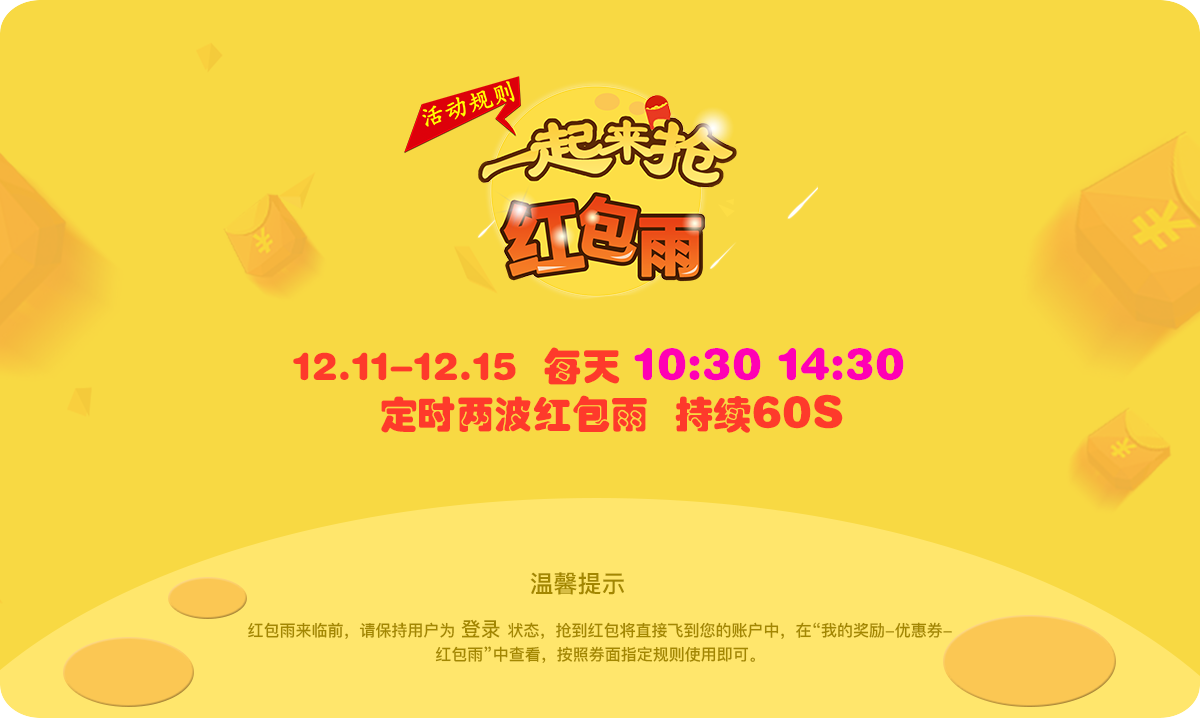 活动规则
一起来抢
红包雨
12.11-12.15 每天 10:30 14:30
定时两波红包雨 持续60S
温馨提示
红包雨来临前，请保持用户为 登录 状态，抢到红包将直接飞到您的账户中，在“我的奖励-优惠券-
红包雨”中查看，按照券面指定规则使用即可。